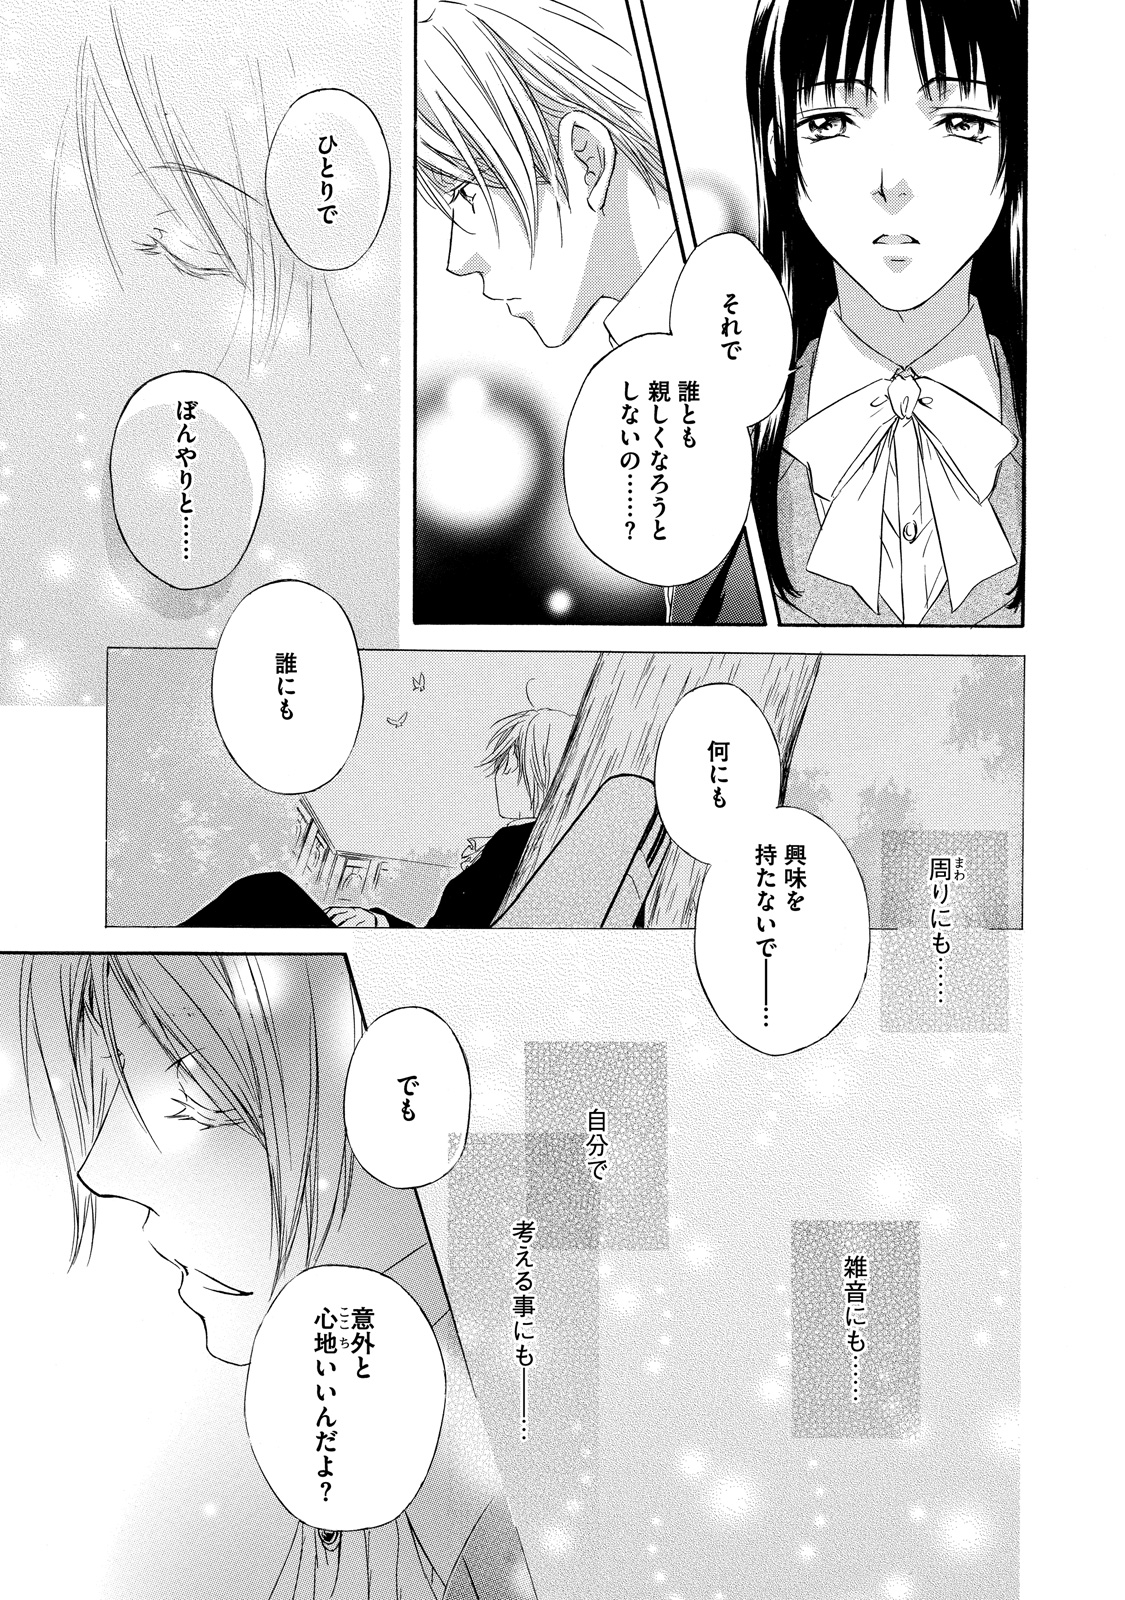 それで
誰とも
親しくなろうと
しないの……？
ひとりで
ぼんやりと……
何にも
興味を
持たないで――…
誰にも
周りにも……
雑音にも……
自分で
考える事にも――…
でも
意外と
心地いいんだよ？